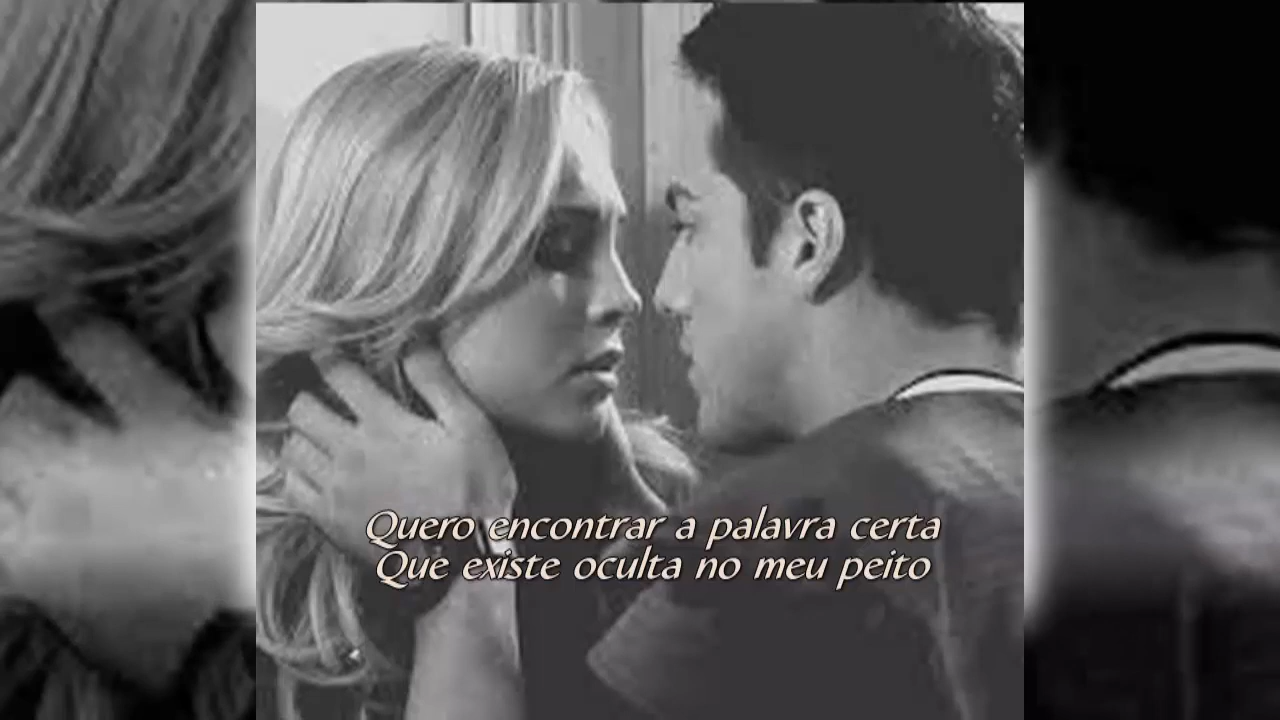 Quero encontrar a palavra certa
Que existe oculta no meu peito